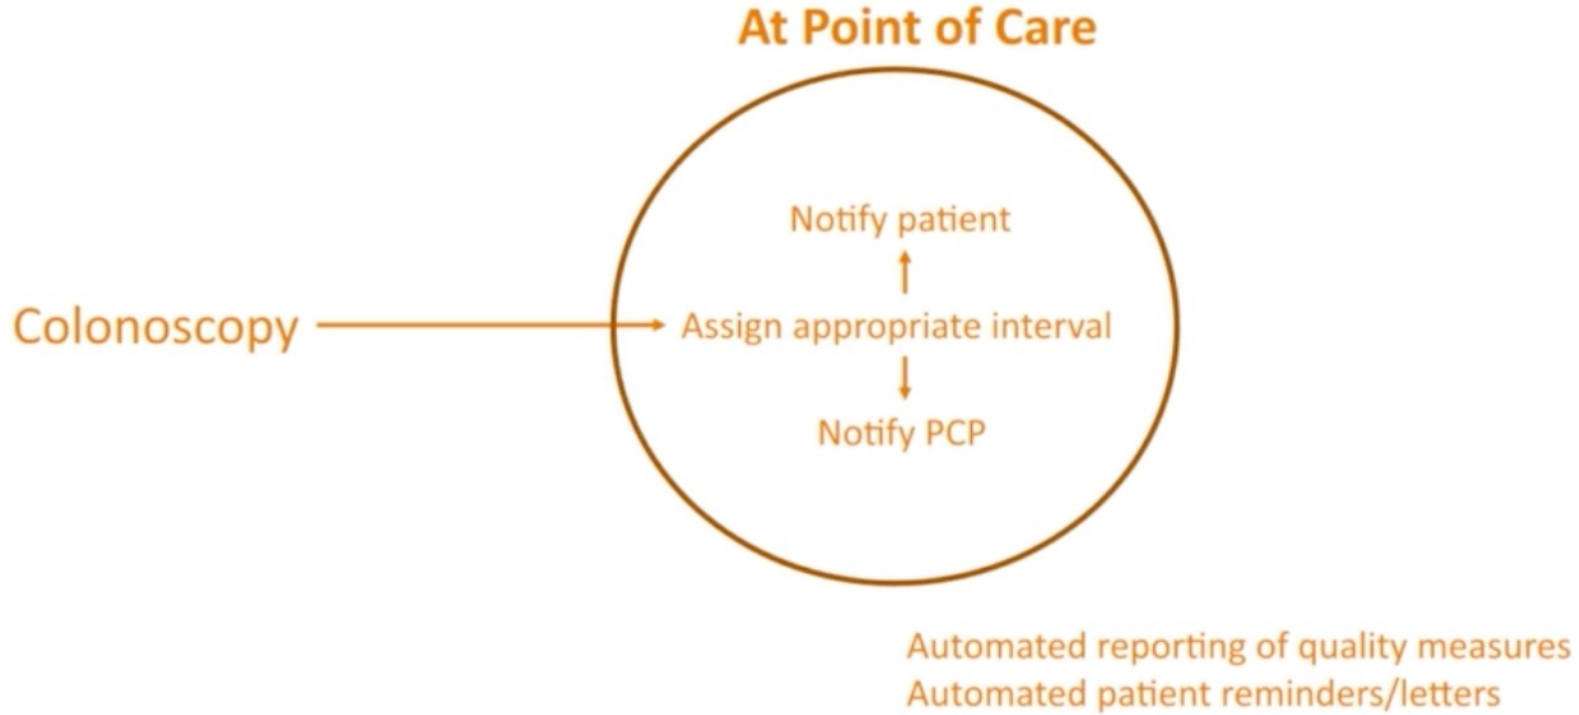 At Point of Care
Notify patient
Colonoscopy
Assign appropriate interval
Notify PCP
Automated reporting of quality measures
Automated patient reminders/letters